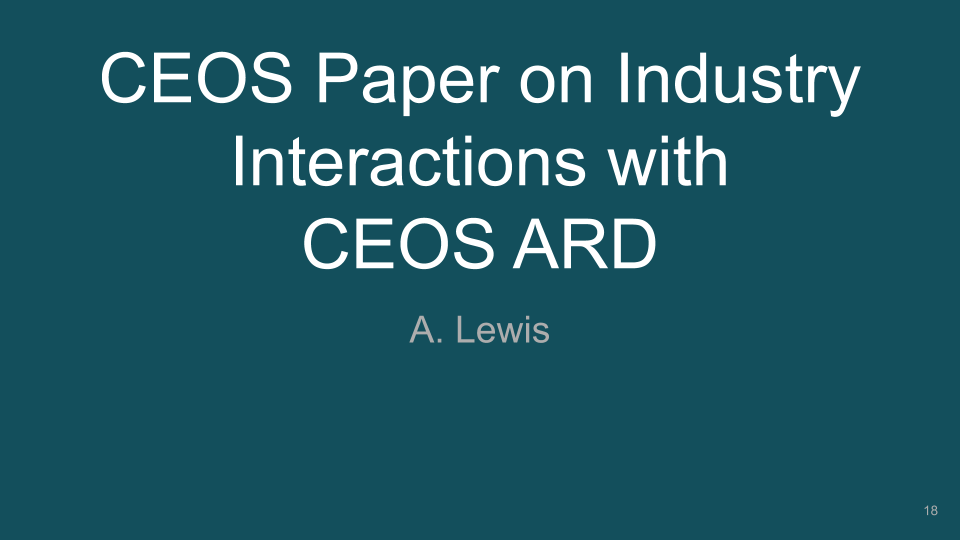 CEOS Paper on Industry
Interactions with
CEOS ARD
A. Lewis
18